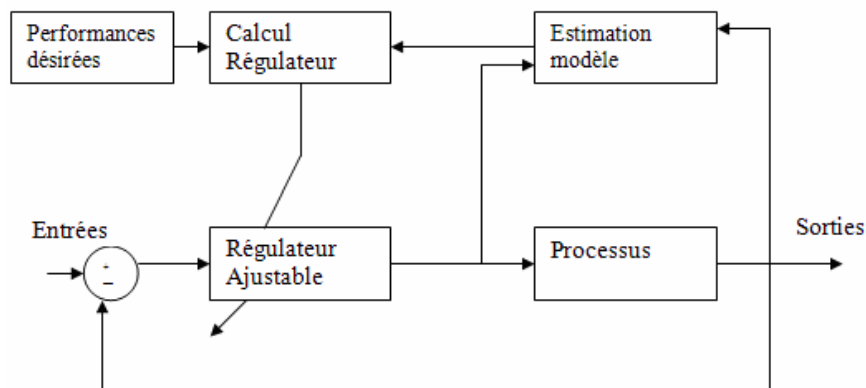 Performances
désirées
Calcul
Régulateur
Estimation
modèle
Entrées
+
−
Régulateur
Ajustable
Processus
Sorties